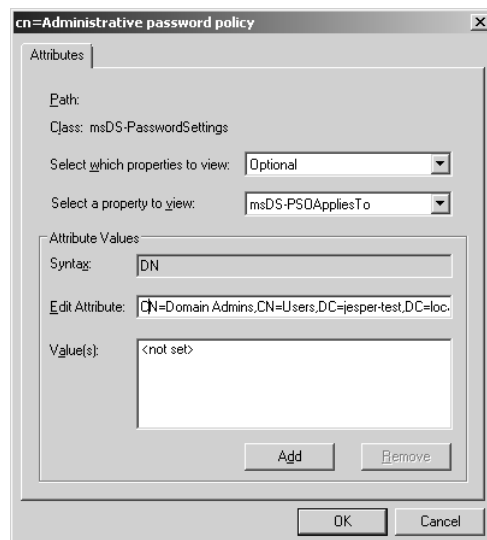 cn=Administrative password policy
Attributes
Path:
Class: msDS-PasswordSettings
Select which properties to view: Optional
Select a property to view: msDS-PSOAppliesTo
Attribute Values
Syntax: DN
Edit Attribute: CN=Domain Admins,CN=Users,DC=jesper-test,DC=loc
Value(s): <not set>
Add Remove
OK Cancel